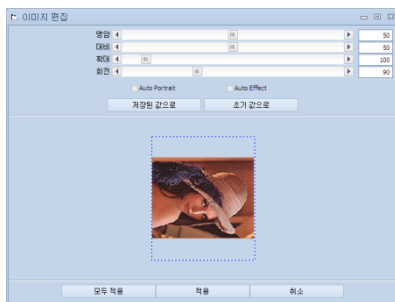 이미지 편집
명암 50
대비 50
확대 100
회전 90
Auto Portrait Auto Effect
저장된 값으로 초기 값으로
모두 적용 적용 취소